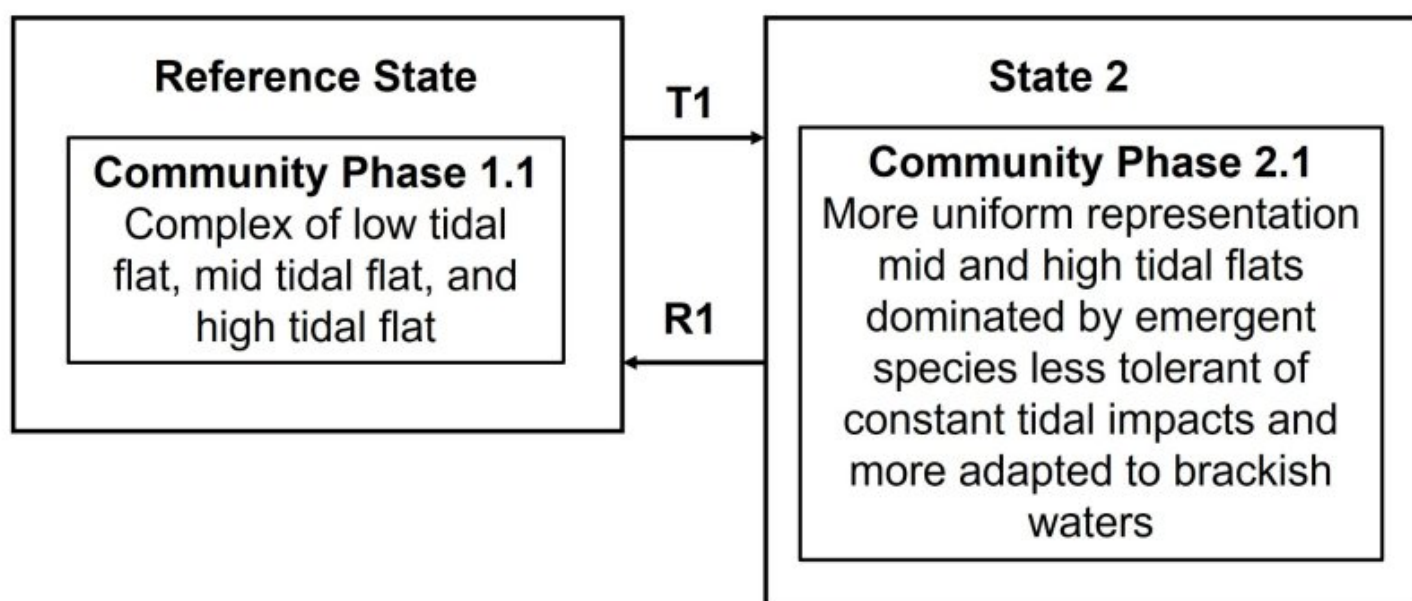 Reference State
Community Phase 1.1
Complex of low tidal
flat, mid tidal flat, and
high tidal flat
T1
R1
State 2
Community Phase 2.1
More uniform representation
mid and high tidal flats
dominated by emergent
species less tolerant of
constant tidal impacts and
more adapted to brackish
waters